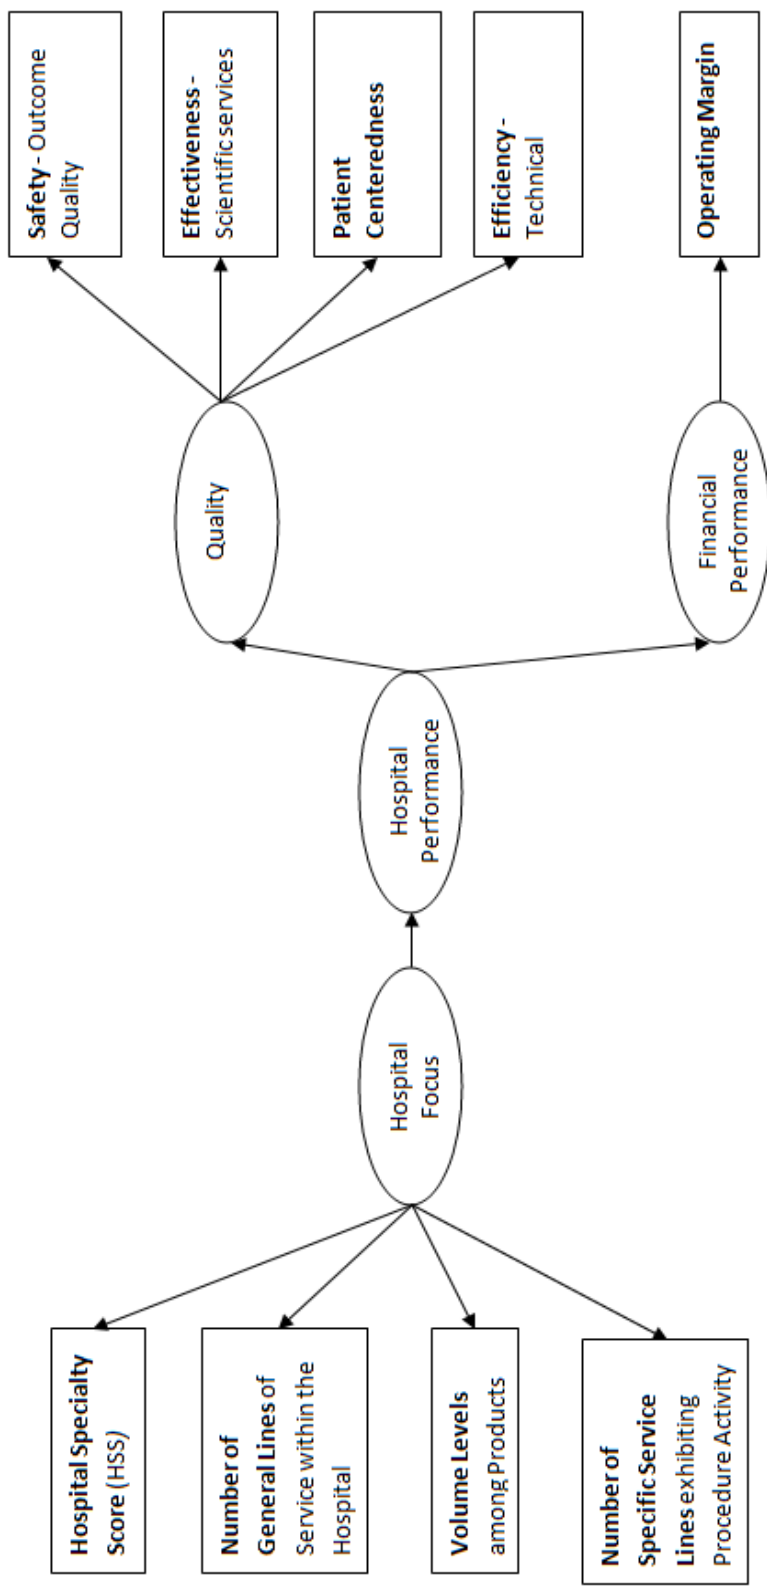 Hospital Specialty
Score (HSS)
Number of
General Lines of
Service within the
Hospital
Volume Levels
among Products
Number of
Specific Service
Lines exhibiting
Procedure Activity
Hospital
Focus
Hospital
Performance
Quality
Financial
Performance
Safety - Outcome
Quality
Effectiveness -
Scientific services
Patient
Centeredness
Efficiency -
Technical
Operating Margin